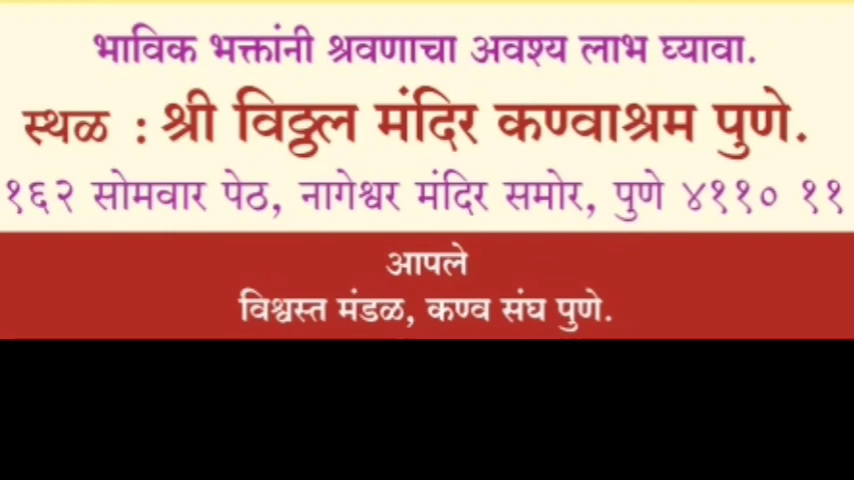 भाविक भक्तांनी श्रवणाचा अवश्य लाभ घ्यावा.
स्थळ : श्री विठ्ठल मंदिर कण्वाश्रम पुणे.
१६२ सोमवार पेठ, नागेश्वर मंदिर समोर, पुणे ४११० ११
आपले
विश्वस्त मंडळ, कण्व संघ पुणे.